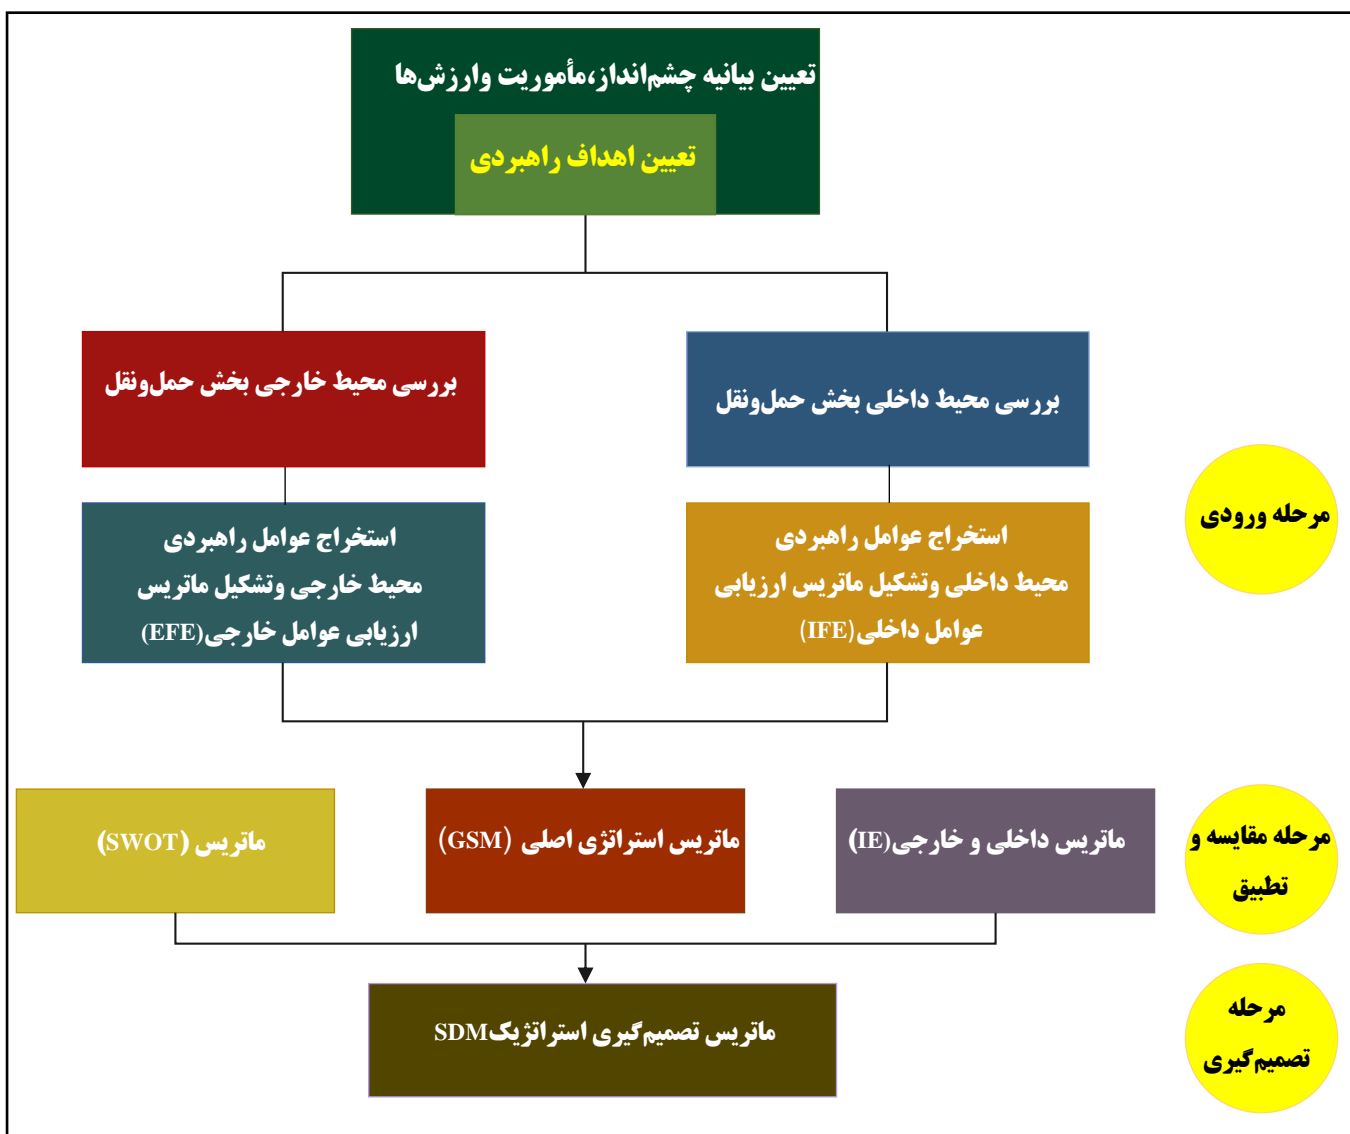 تعیین بیانیه چشم‌انداز،مأموریت وارزش‌ها
تعیین اهداف راهبردی
بررسی محیط داخلی بخش حمل‌ونقل
بررسی محیط خارجی بخش حمل‌ونقل
مرحله ورودی
استخراج عوامل راهبردی
محیط داخلی وتشکیل ماتریس ارزیابی
عوامل داخلی(IFE)
استخراج عوامل راهبردی
محیط خارجی وتشکیل ماتریس
ارزیابی عوامل خارجی(EFE)
مرحله مقایسه و
تطبیق
ماتریس داخلی و خارجی(IE)
ماتریس استراتژی اصلی (GSM)
ماتریس (SWOT)
مرحله
تصمیم‌گیری
ماتریس تصمیم‌گیری استراتژیکSDM